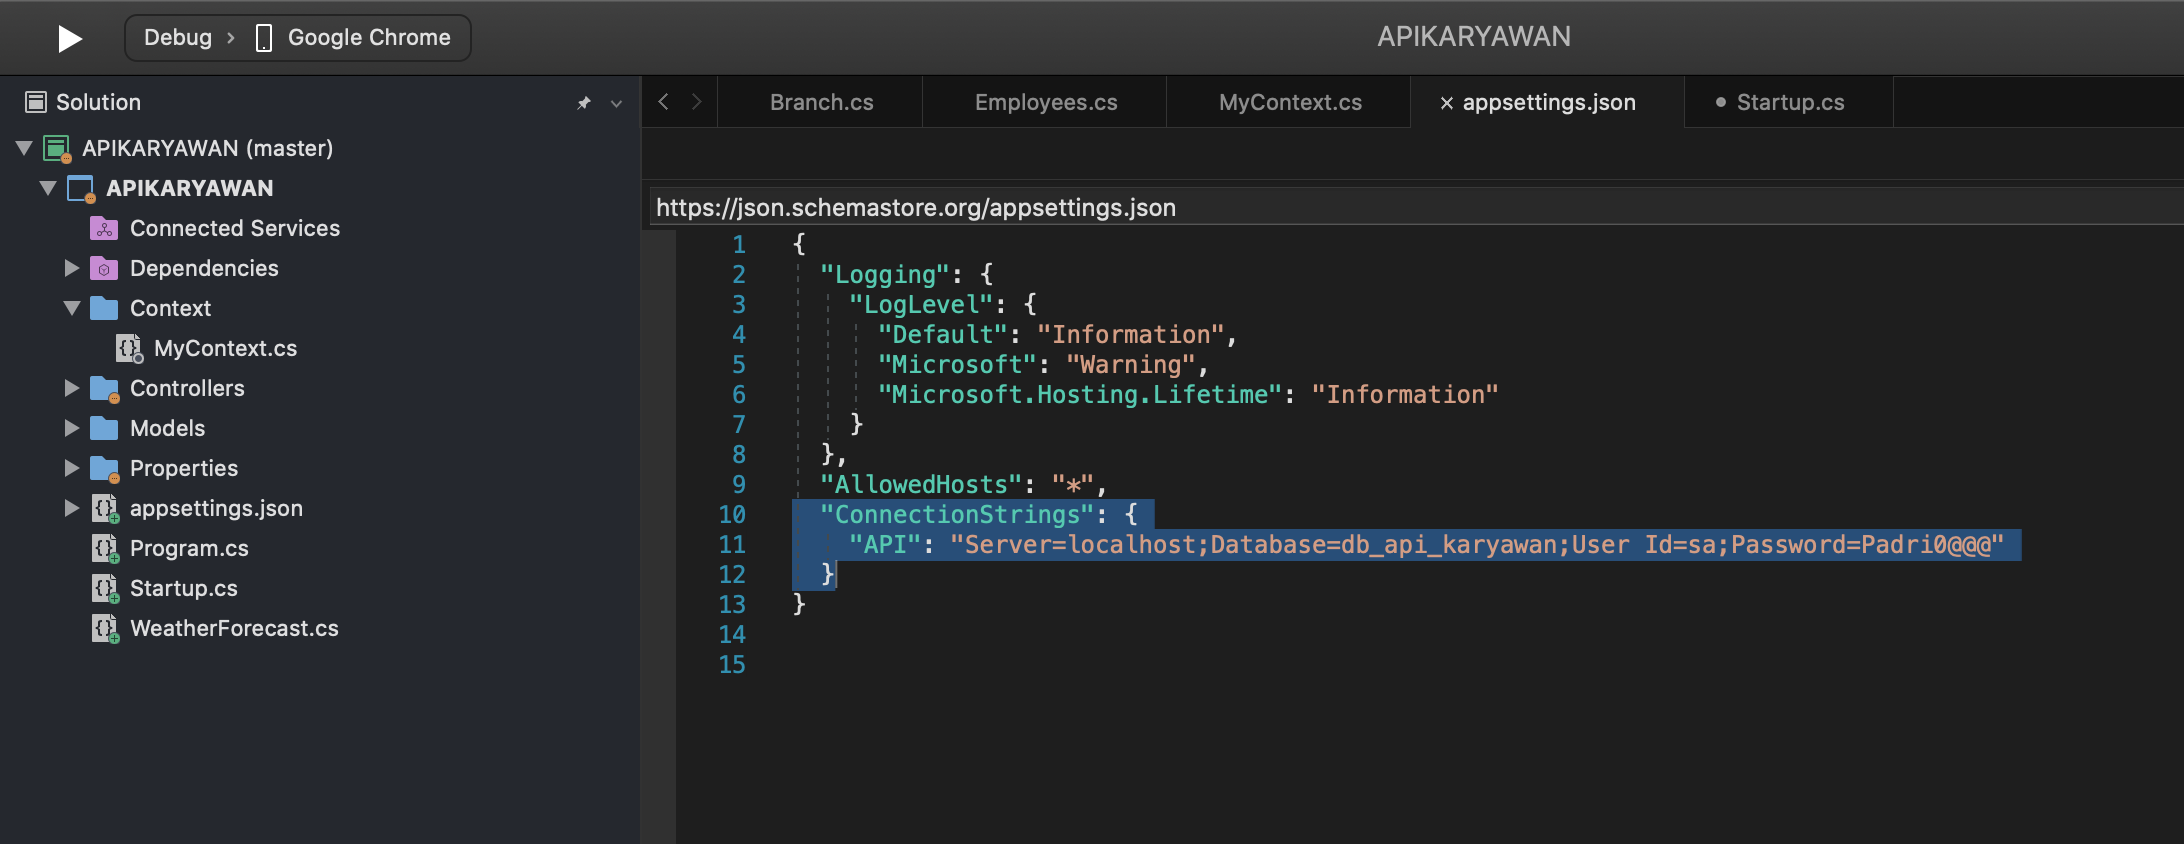 Debug > Google Chrome
APIKARYAWAN
Solution
APIKARYAWAN (master)
APIKARYAWAN
Connected Services
Dependencies
Context
MyContext.cs
Controllers
Models
Properties
appsettings.json
Program.cs
Startup.cs
WeatherForecast.cs
Branch.cs
Employees.cs
MyContext.cs
appsettings.json
Startup.cs
https://json.schemastore.org/appsettings.json
1 {
2 "Logging": {
3 "LogLevel": {
4 "Default": "Information",
5 "Microsoft": "Warning",
6 "Microsoft.Hosting.Lifetime": "Information"
7 }
8 },
9 "AllowedHosts": "*",
10 "ConnectionStrings": {
11 "API": "Server=localhost;Database=db_api_karyawan;User Id=sa;Password=Padri0@@@"
12 }
13 }
14
15